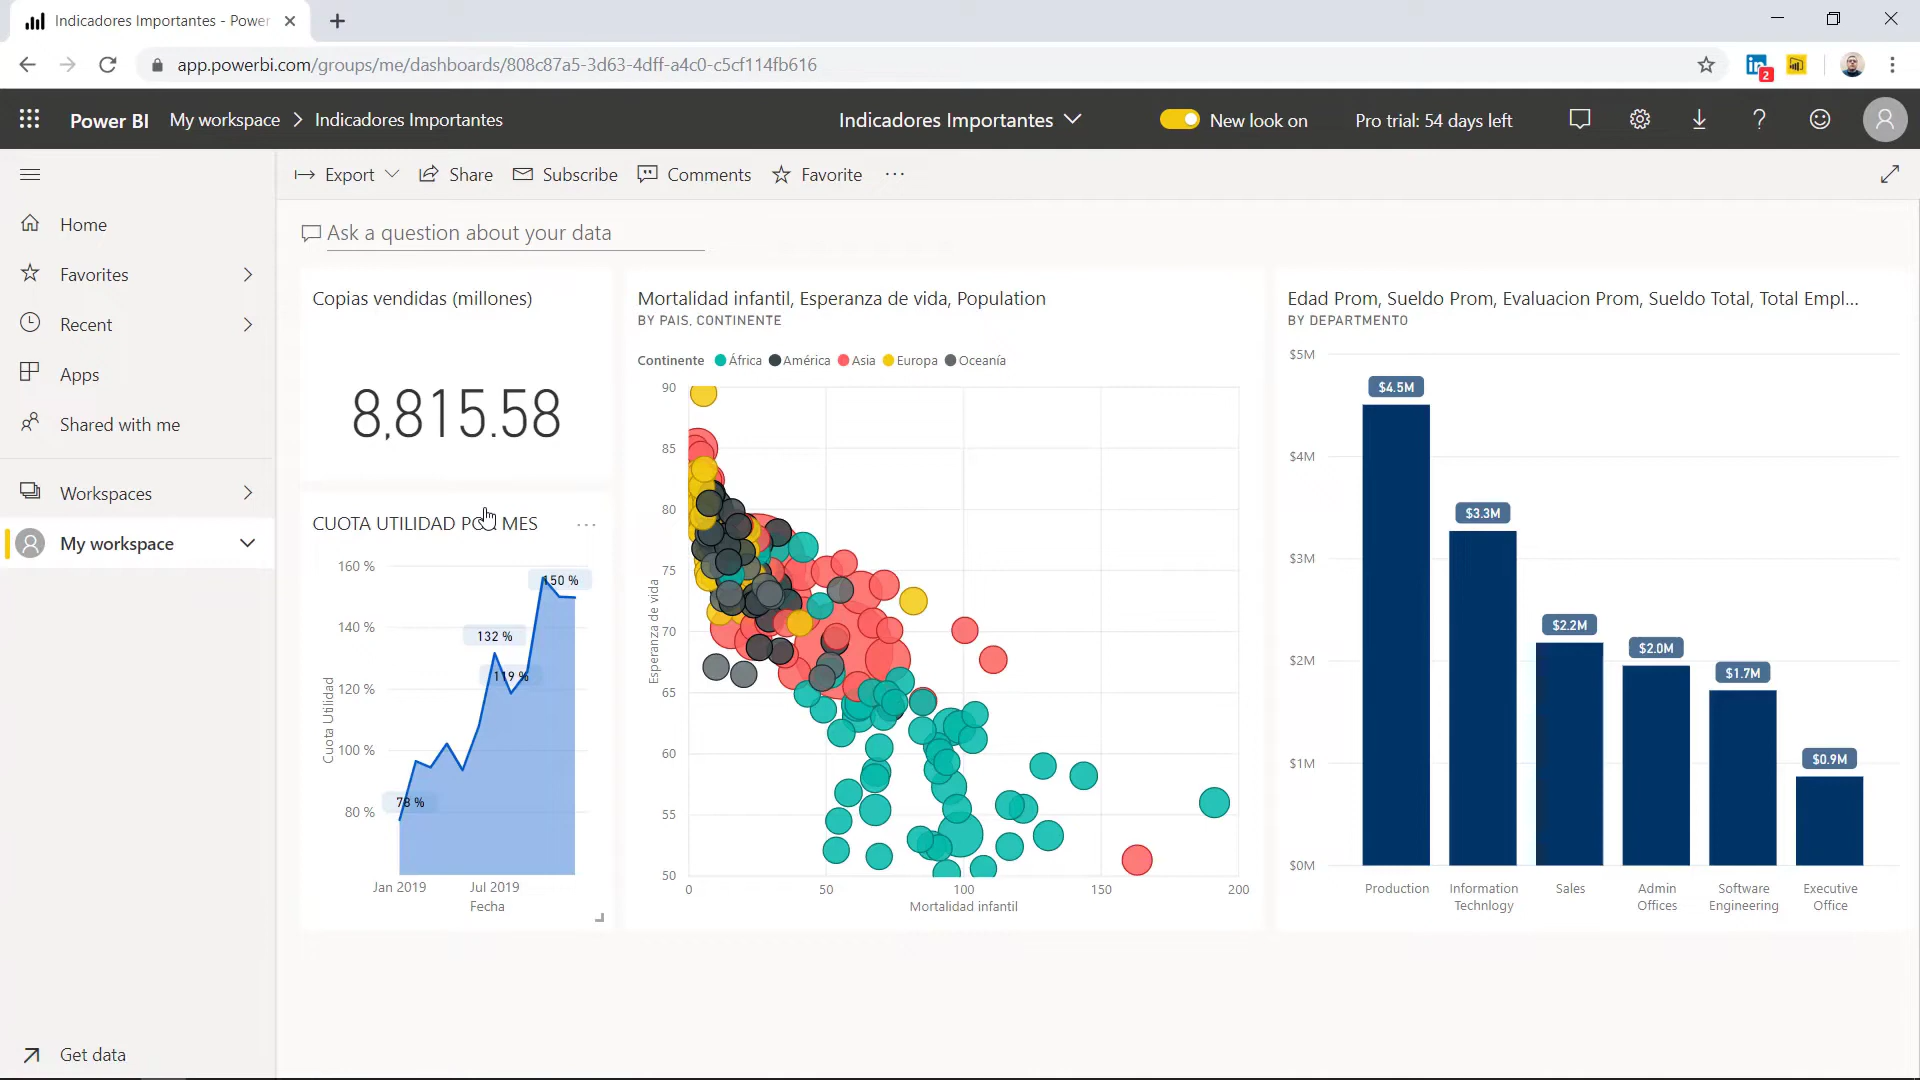 Indicadores Importantes - Power
app.powerbi.com/groups/me/dashboards/808c87a5-3d63-4dff-a4c0-c5cf114fb616
2
Power BI My workspace > Indicadores Importantes
Indicadores Importantes
New look on
Pro trial: 54 days left
Export Share Subscribe Comments Favorite ...
Home
Favorites
Recent
Apps
Shared with me
Workspaces
My workspace
Get data
Ask a question about your data
Copias vendidas (millones)
8,815.58
CUOTA UTILIDAD POR MES
160 %
140 %
120 %
100 %
80 %
Cuota Utilidad
78 %
132 %
119 %
150 %
Jan 2019 Jul 2019
Fecha
Mortalidad infantil, Esperanza de vida, Population
BY PAIS, CONTINENTE
Continente África América Asia Europa Oceanía
90
85
80
75
70
65
60
55
50
Esperanza de vida
0 50 100 150 200
Mortalidad infantil
Edad Prom, Sueldo Prom, Evaluacion Prom, Sueldo Total, Total Empl...
BY DEPARTMENTO
$5M
$4M
$3M
$2M
$1M
$0M
$4.5M
$3.3M
$2.2M
$2.0M
$1.7M
$0.9M
Production
Information
Technlogy
Sales
Admin
Offices
Software
Engineering
Executive
Office